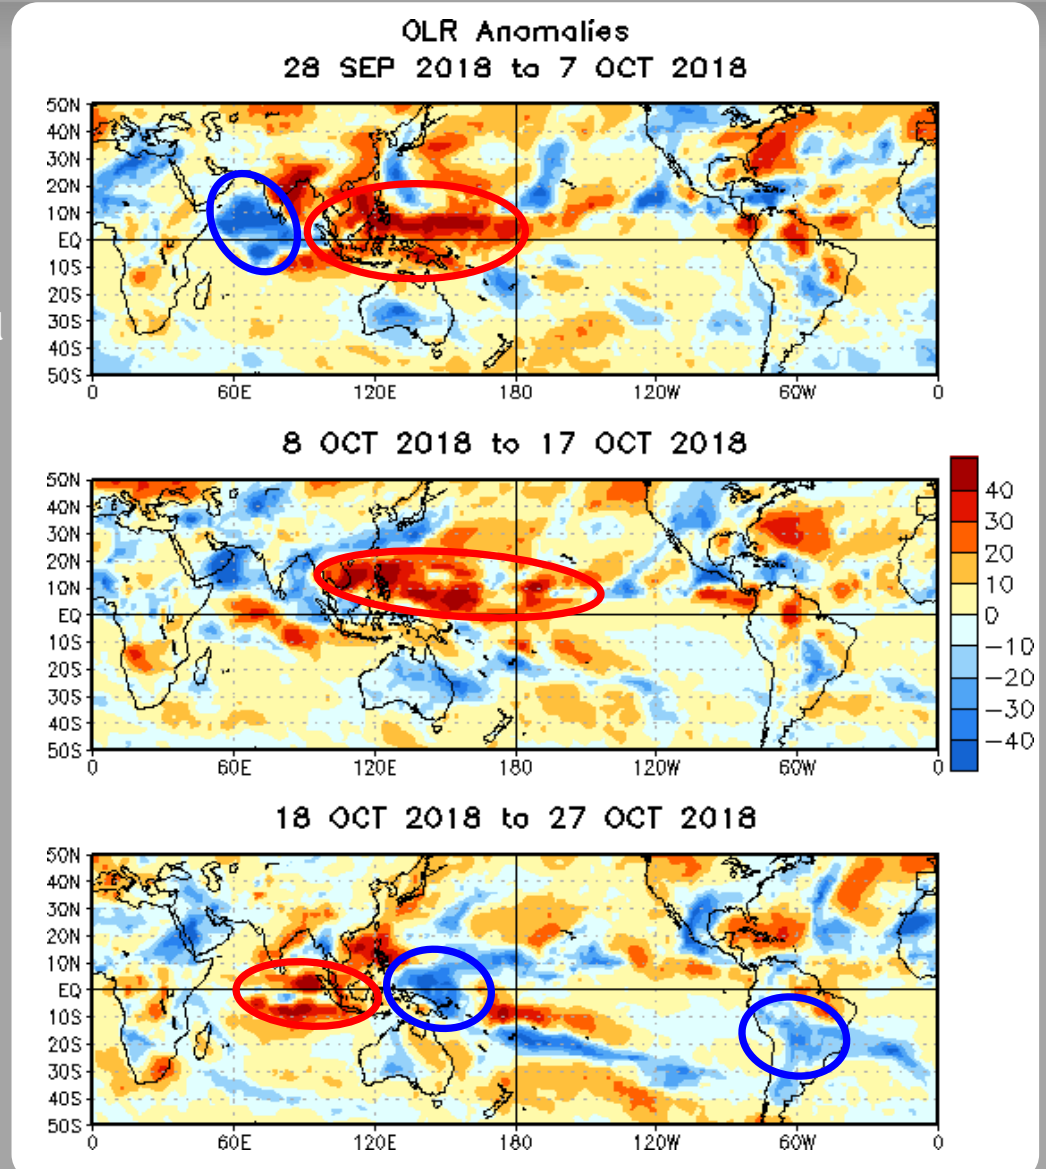 OLR Anomalies
28 SEP 2018 to 7 OCT 2018
50N
40N
30N
20N
10N
EQ
10S
20S
30S
40S
50S
0 60E 120E 180 120W 60W 0
8 OCT 2018 to 17 OCT 2018
50N
40N
30N
20N
10N
EQ
10S
20S
30S
40S
50S
0 60E 120E 180 120W 60W 0
40
30
20
10
0
-10
-20
-30
-40
18 OCT 2018 to 27 OCT 2018
50N
40N
30N
20N
10N
EQ
10S
20S
30S
40S
50S
0 60E 120E 180 120W 60W 0